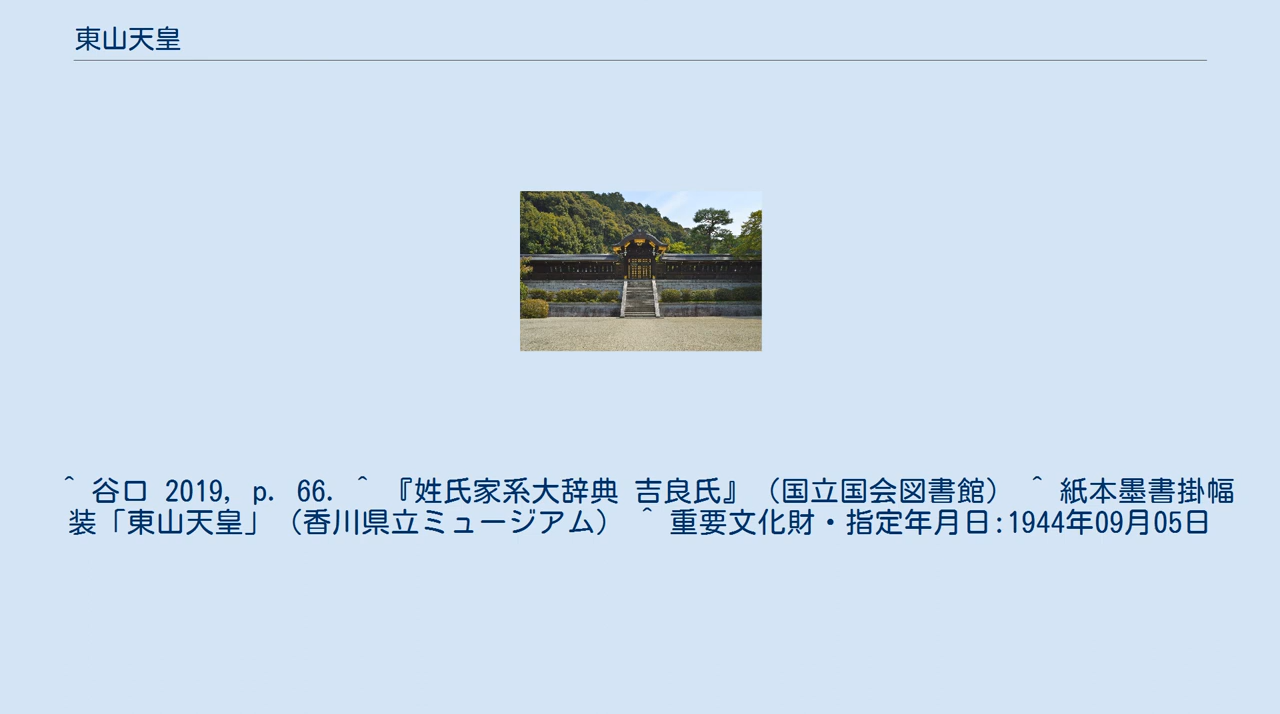 東山天皇
^ 谷口 2019, p. 66. ^ 『姓氏家系大辞典 吉良氏』（国立国会図書館） ^ 紙本墨書掛幅
装「東山天皇」（香川県立ミュージアム） ^ 重要文化財・指定年月日:1944年09月05日